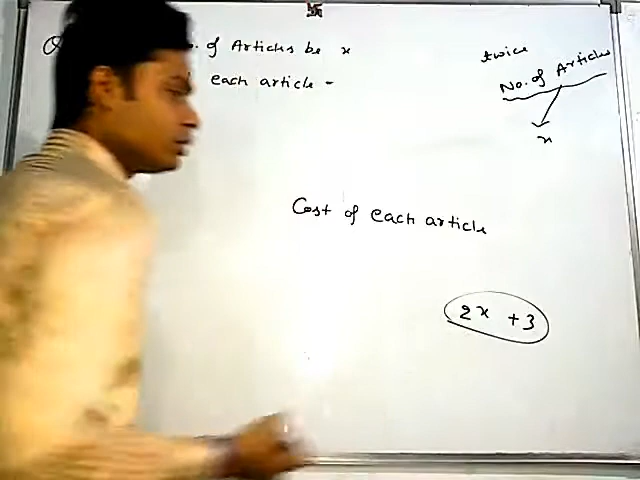 . of Articles be x
each article -
twice
No. of Articles
x
Cost of each article
2x + 3